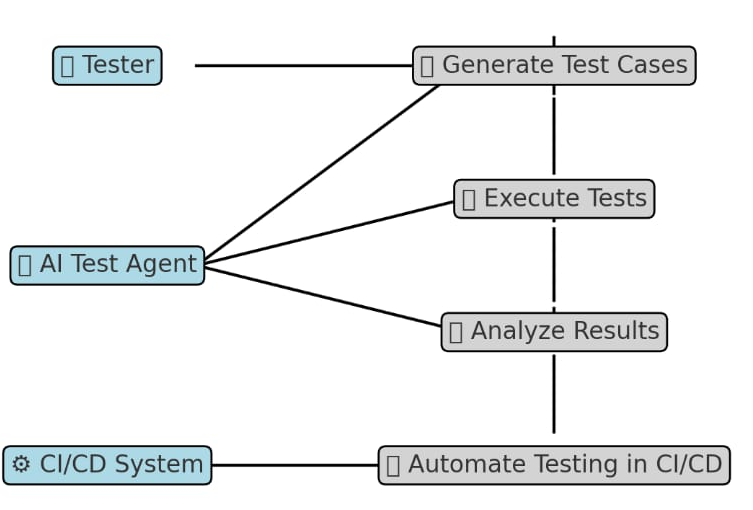 Tester
Generate Test Cases
Execute Tests
AI Test Agent
Analyze Results
⚙ CI/CD System
Automate Testing in CI/CD